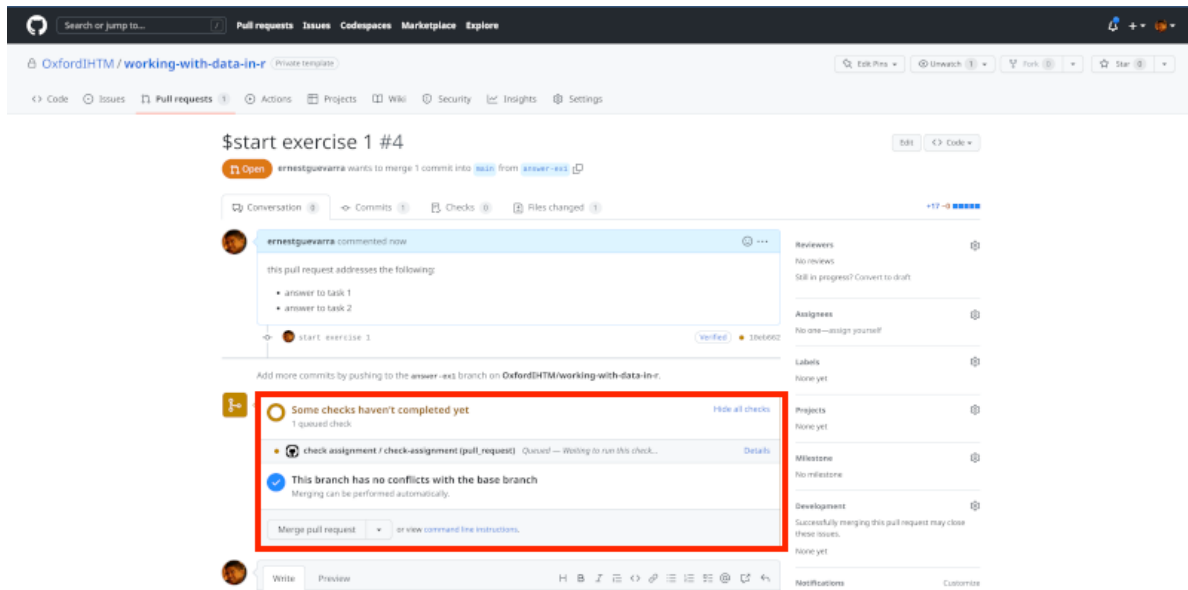 Search or jump to... / Pull requests Issues Codespaces Marketplace Explore
OxfordIHTM / working-with-data-in-r Private template Edit Pins Unwatch 1 Fork 0 Star 0
Code Issues Pull requests 1 Actions Projects Wiki Security Insights Settings
$start exercise 1 #4 Edit Code
Open ernestguevarra wants to merge 1 commit into main from answer-ex1
Conversation 0 Commits 1 Checks 0 Files changed 1 +17 -0
ernestguevarra commented now
this pull request addresses the following:
answer to task 1
answer to task 2
start exercise 1 Verified
Add more commits by pushing to the answer-ex1 branch on OxfordIHTM/working-with-data-in-r.
Some checks haven't completed yet Hide all checks
1 queued check
check assignment / check-assignment (pull_request) Queued — Waiting to run this check... Details
This branch has no conflicts with the base branch
Merging can be performed automatically.
Merge pull request or view command line instructions.
Write Preview H B I
Reviewers
No reviews
Still in progress? Convert to draft
Assignees
No one—assign yourself
Labels
None yet
Projects
None yet
Milestone
No milestone
Development
Successfully merging this pull request may close
these issues.
None yet
Notifications Customize